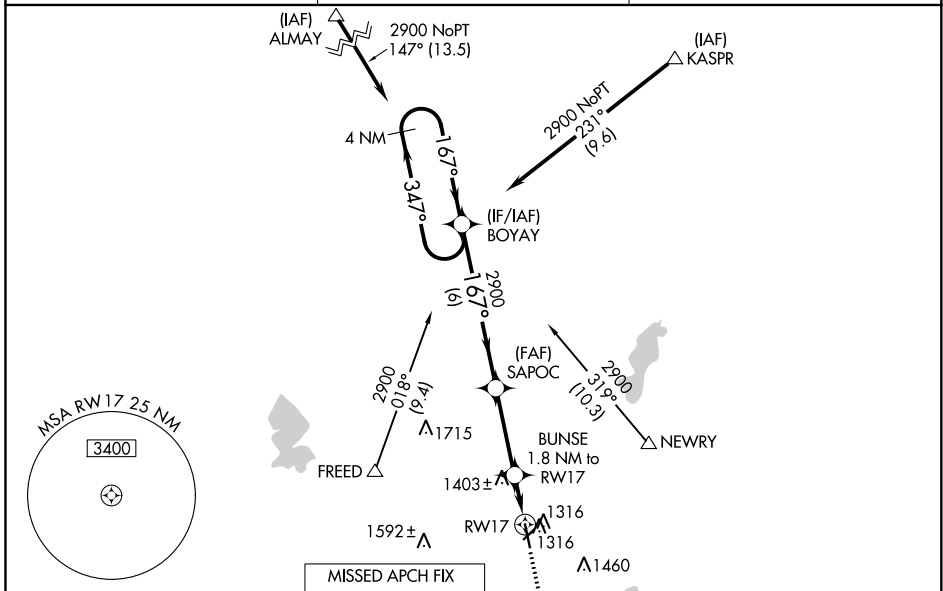 (IAF)
ALMAY
2900 NoPT
147° (13.5)
(IAF)
KASPR
2900 NoPT
231°
(9.6)
4 NM
167°
347°
(IF/IAF)
BOYAY
2900
167°
(6)
(FAF)
SAPOC
2900
018°
(9.4)
2900
319°
(10.3)
MSA RW17 25 NM
3400
1715
FREED
NEWRY
BUNSE
1.8 NM to
RW17
1403±
RW17
1316
1316
1592±
1460
MISSED APCH FIX